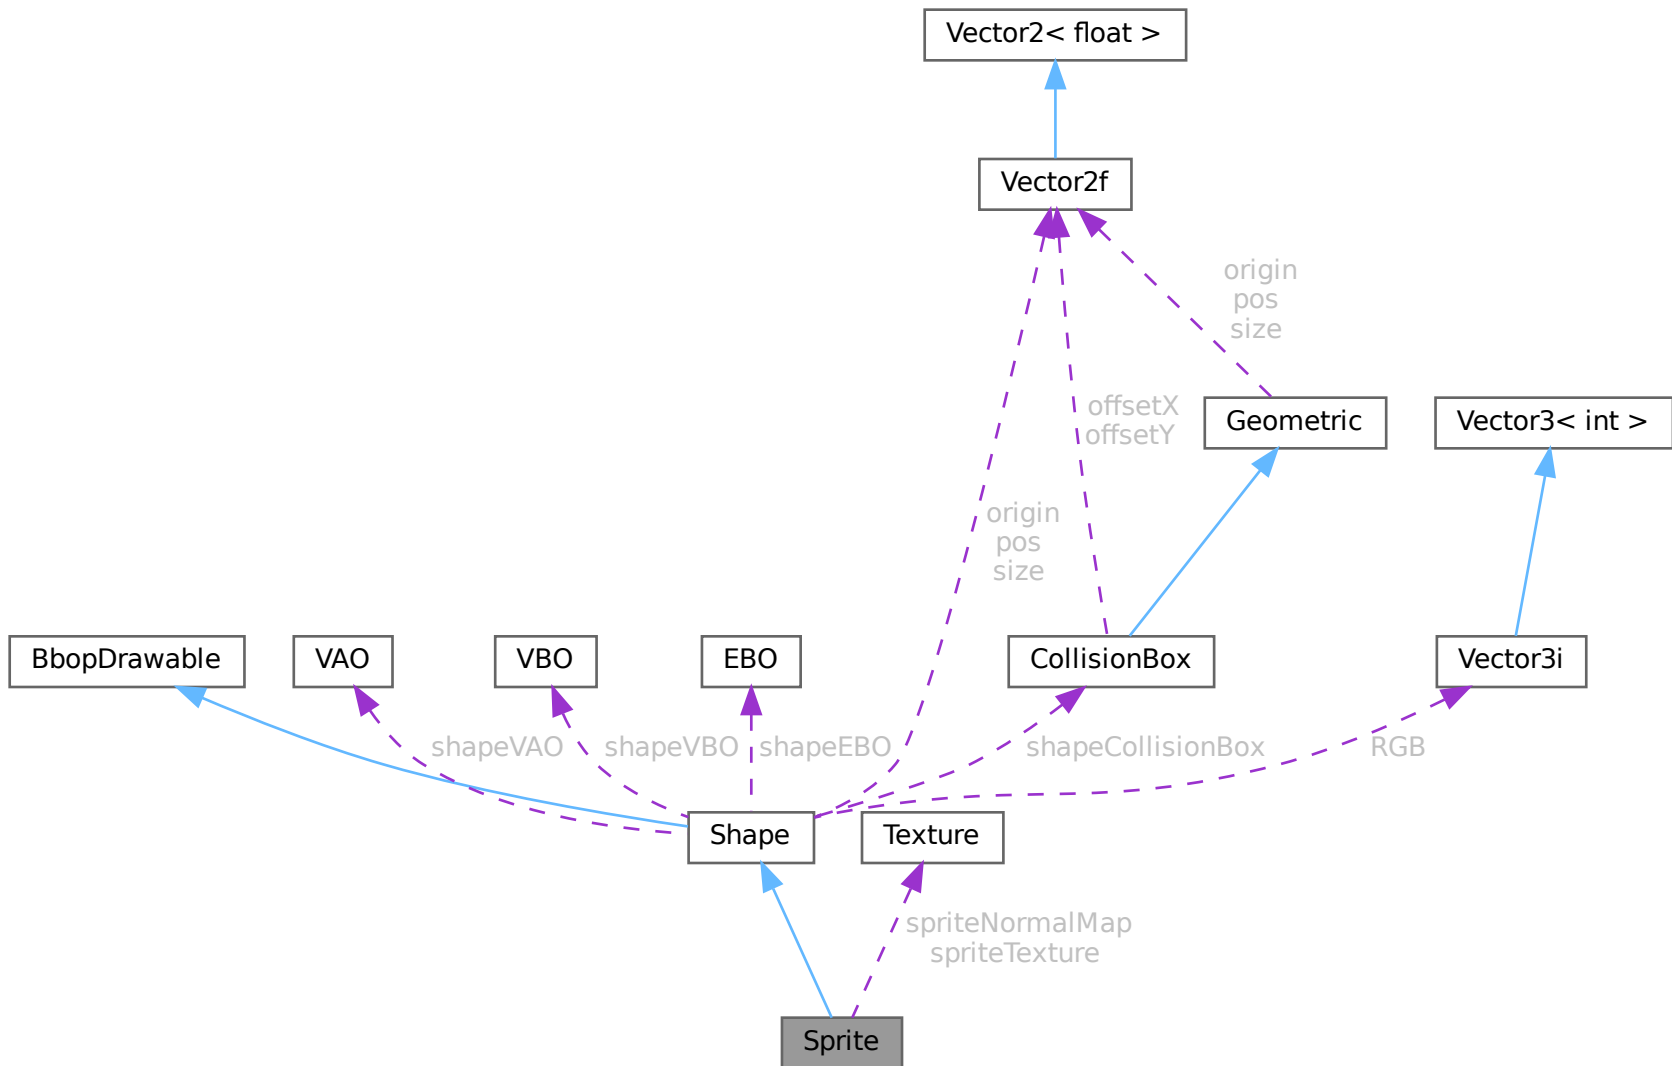 Vector2< float >
Vector2f
origin
pos
size
offsetX
offsetY
Geometric
Vector3< int >
origin
pos
size
BbopDrawable
VAO
VBO
EBO
CollisionBox
Vector3i
shapeVAO
shapeVBO
shapeEBO
shapeCollisionBox
RGB
Shape
Texture
spriteNormalMap
spriteTexture
Sprite